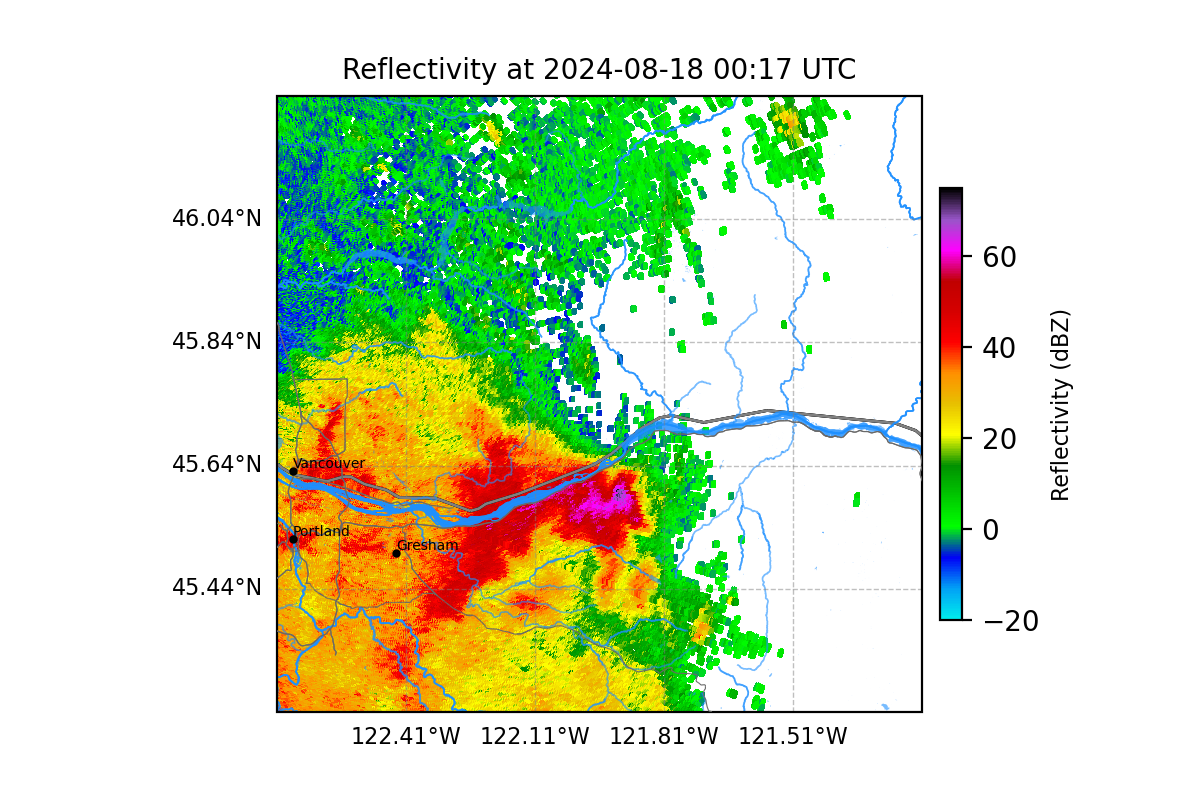 Reflectivity at 2024-08-18 00:17 UTC
46.04°N
45.84°N
45.64°N
45.44°N
122.41°W
122.11°W
121.81°W
121.51°W
Vancouver
Portland
Gresham
60
40
20
0
−20
Reflectivity (dBZ)